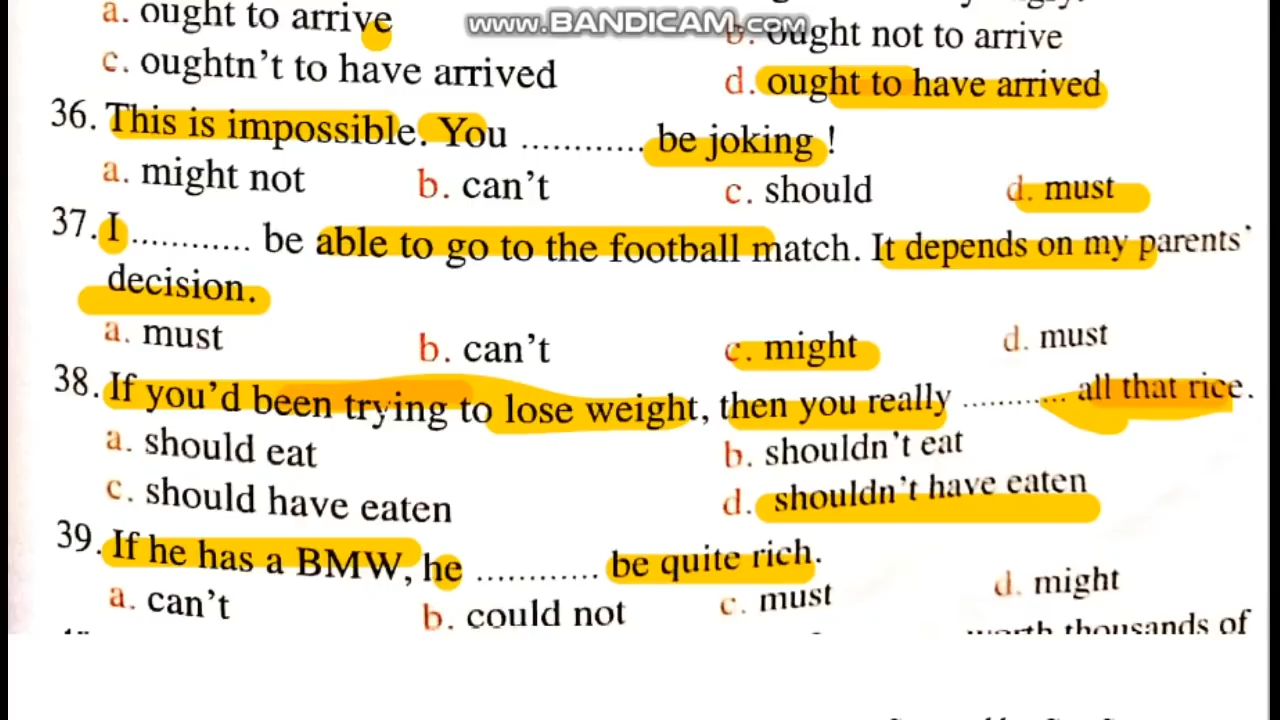 a. ought to arrive
www.BANDICAM.com
b. ought not to arrive
c. oughtn't to have arrived
d. ought to have arrived
36. This is impossible. You ............ be joking !
a. might not b. can't c. should d. must
37. I ............ be able to go to the football match. It depends on my parents'
decision.
a. must b. can't c. might d. must
38. If you'd been trying to lose weight, then you really ............ all that rice.
a. should eat b. shouldn't eat
c. should have eaten d. shouldn't have eaten
39. If he has a BMW, he ............ be quite rich.
a. can't b. could not c. must d. might
worth thousands of